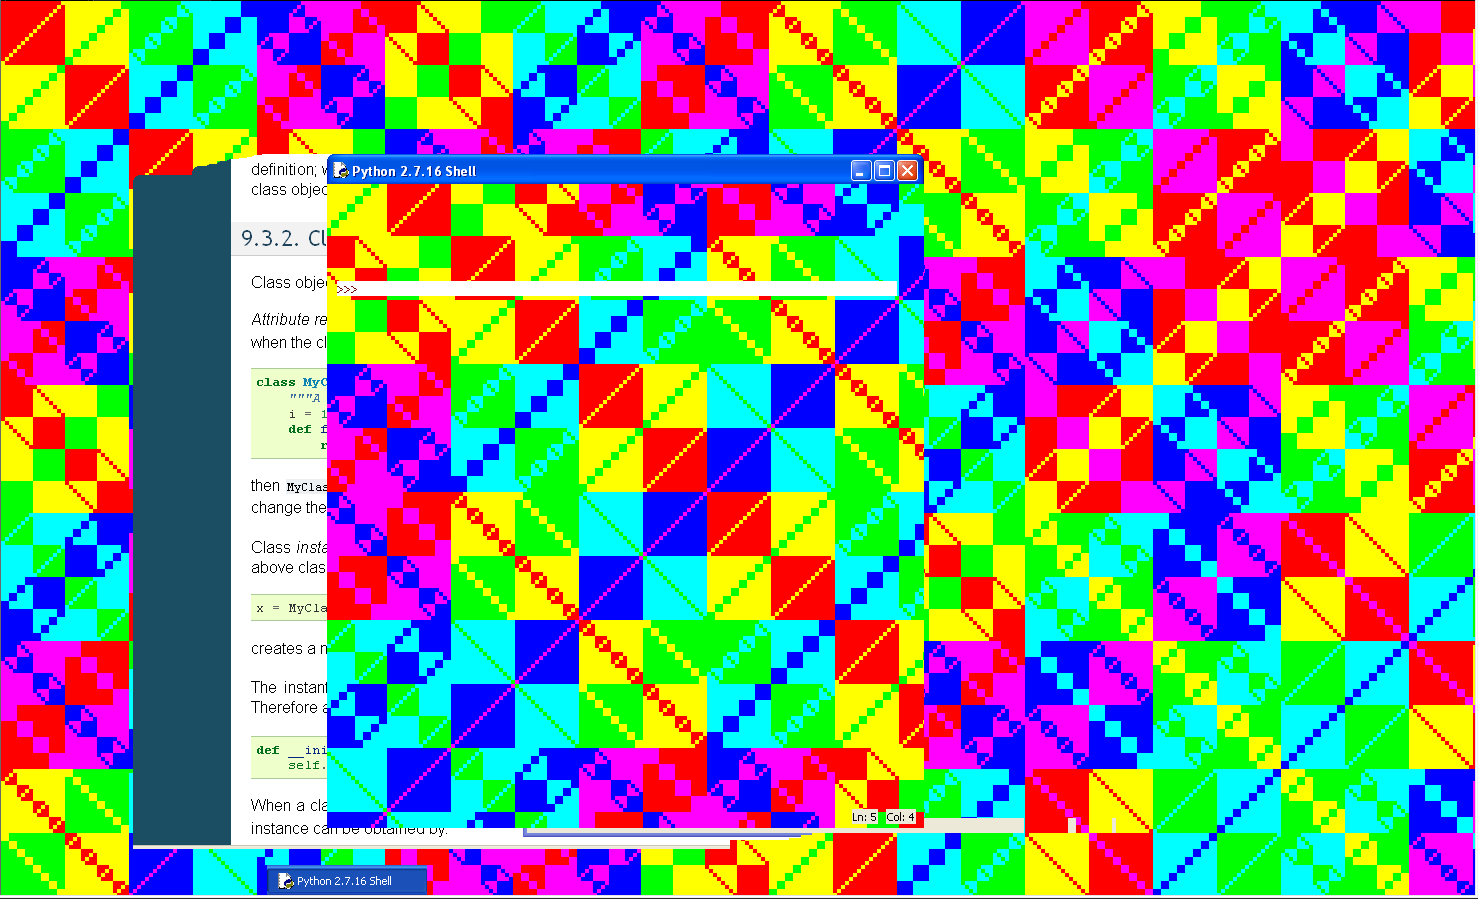 definition; w
class objec
Python 2.7.16 Shell
9.3.2. Cl
Class obje
>>>
Attribute re
when the cl
class MyC
"""A
i = 1
def f
r
then MyClas
change the
Class insta
above clas
x = MyCla
creates a n
The instant
Therefore a
def __ini
self.
When a cla
Ln: 5 Col: 4
instance can be obtained by:
Python 2.7.16 Shell